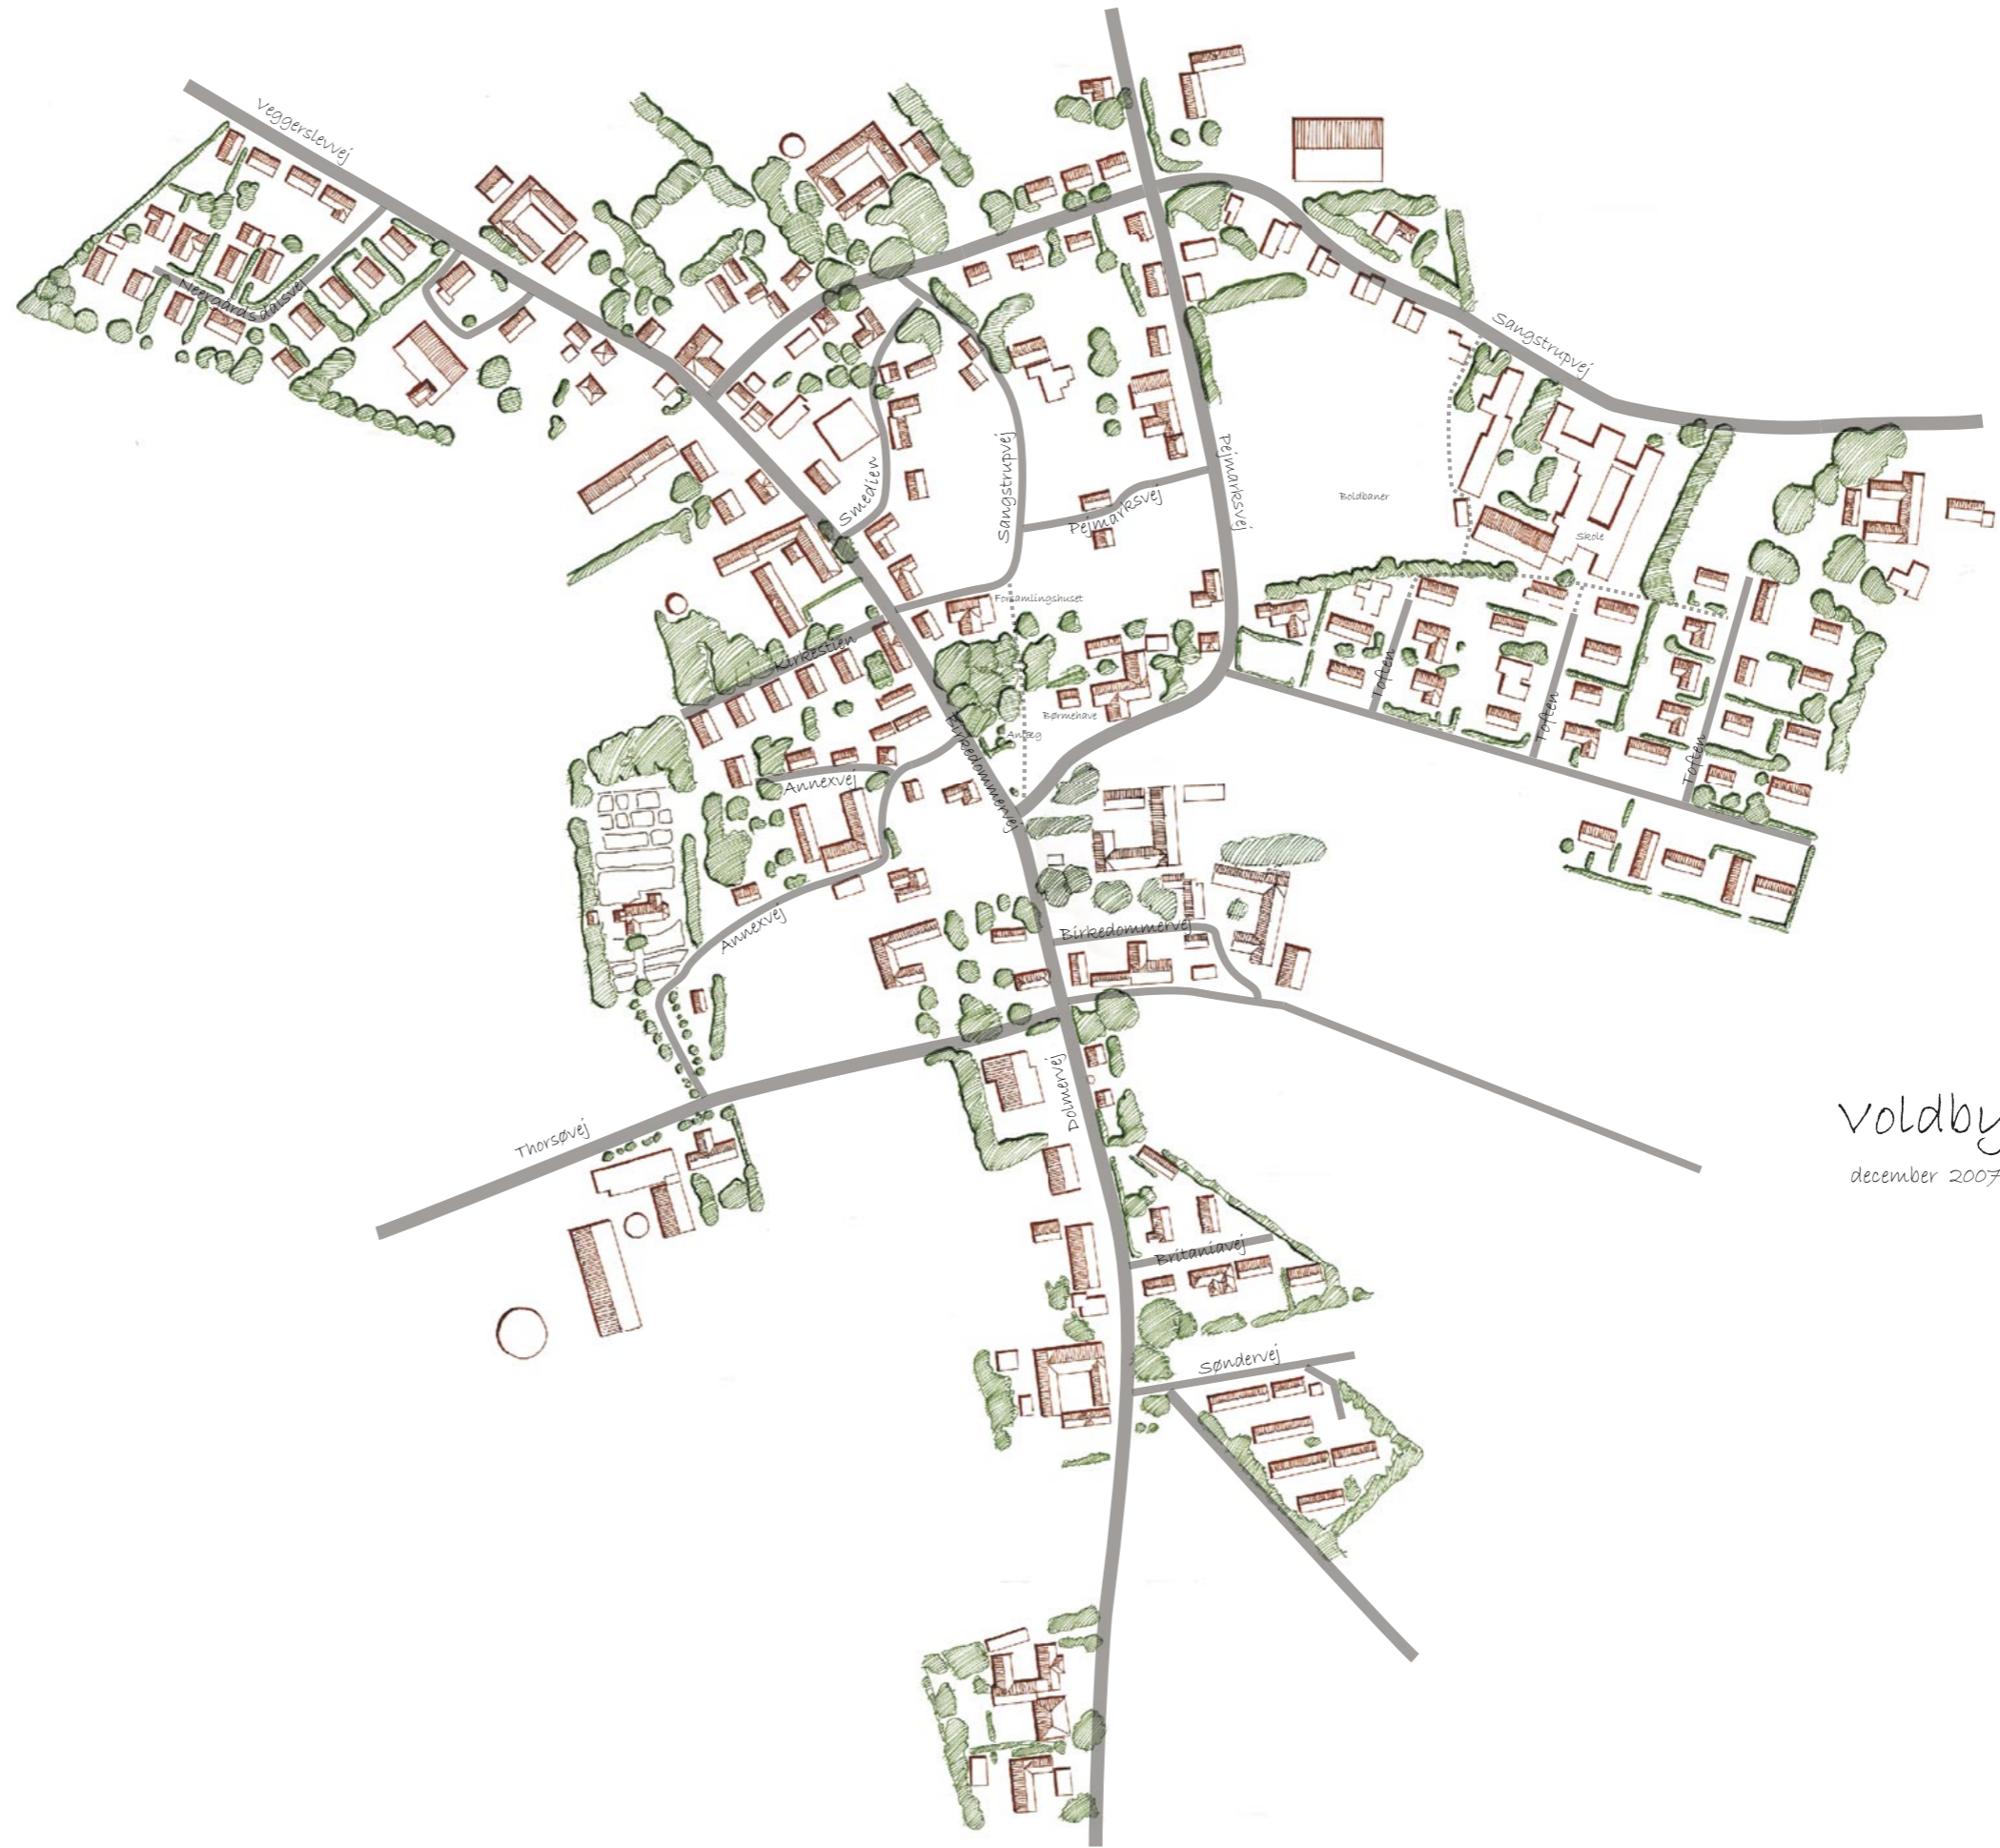 Veggerslevvej
Neergårdsdalsvej
Sangstrupvej
Smedien
Sangstrupvej
Pejmarksvej
Pejmarksvej
Boldbaner
Skole
Forsamlingshuset
Kirkestien
Toften
Toften
Toften
Børnehave
Anlæg
Birkedommervej
Annexvej
Annexvej
Birkedommervej
Dolmervej
Thorsøvej
Voldby
december 2007
Britaniavej
Søndervej